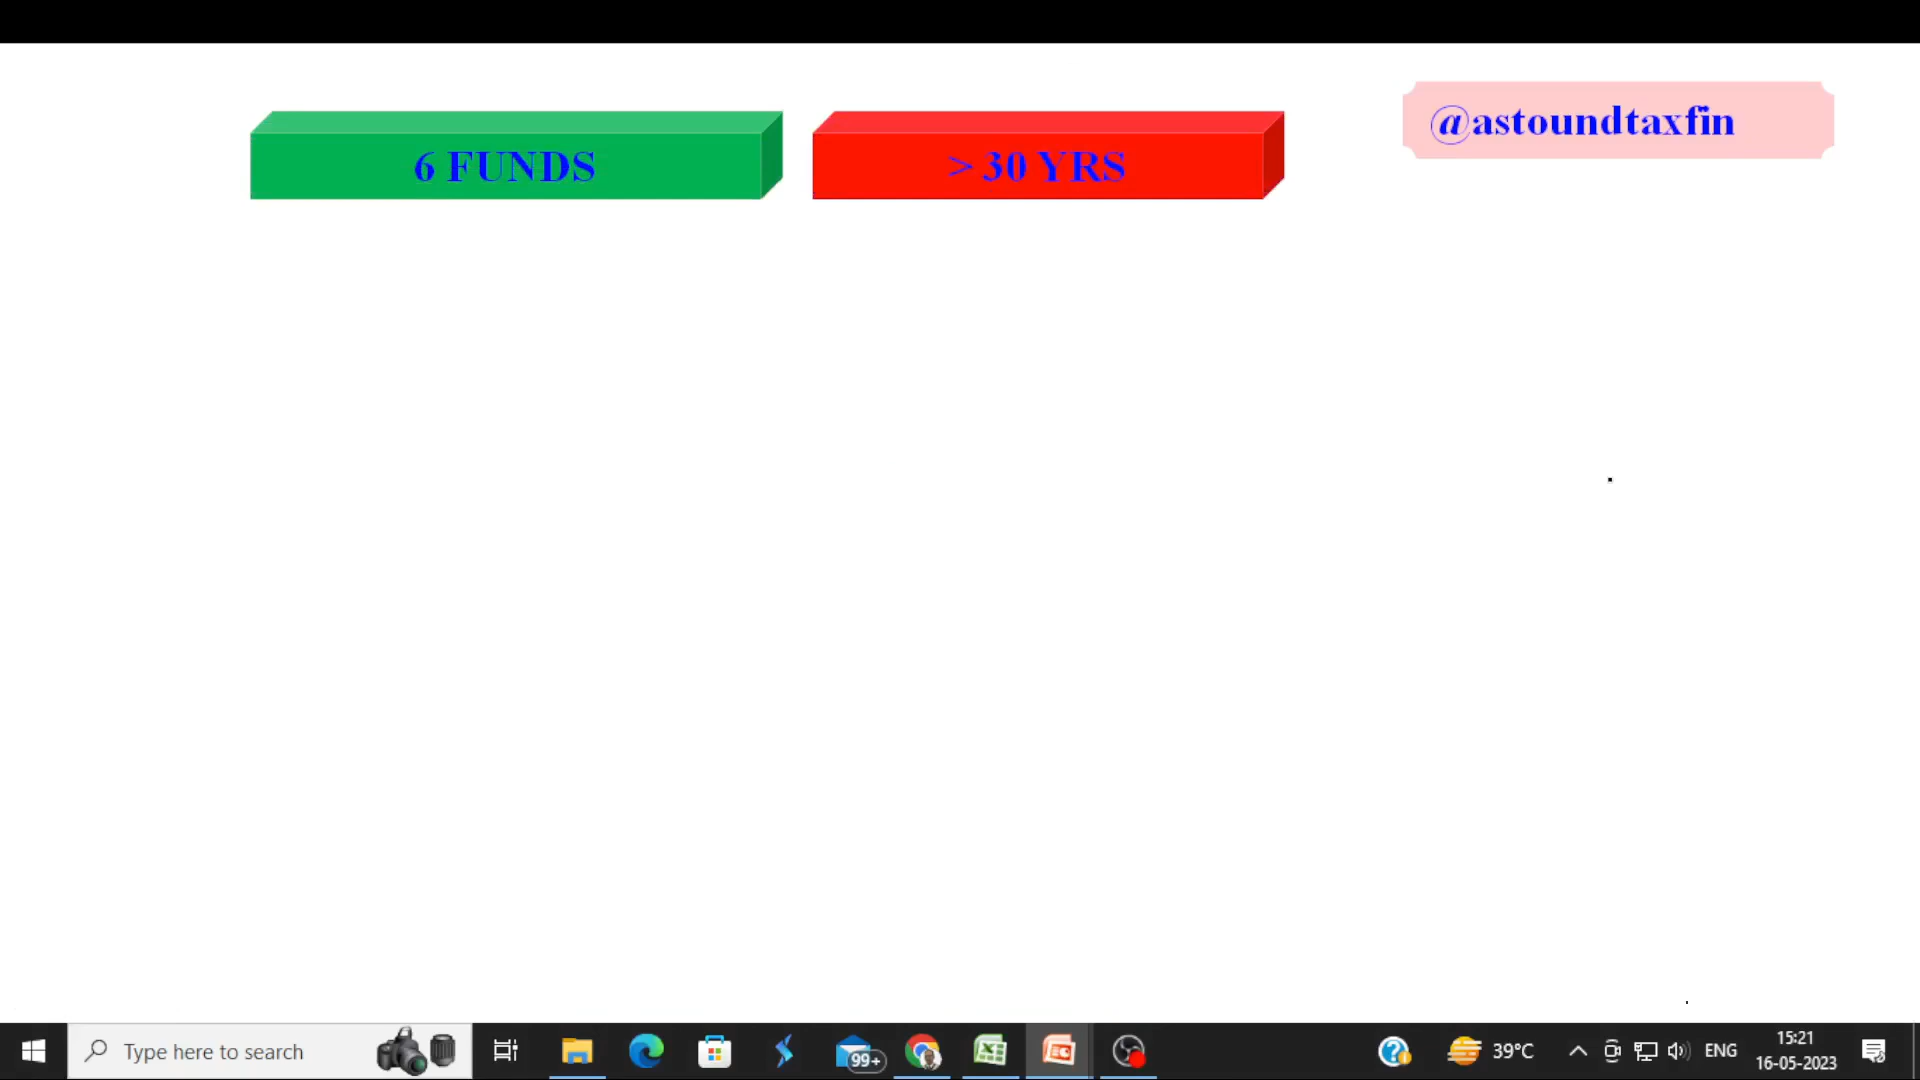 6 FUNDS
> 30 YRS
@astoundtaxfin
Type here to search
99+
39°C
ENG
15:21
16-05-2023